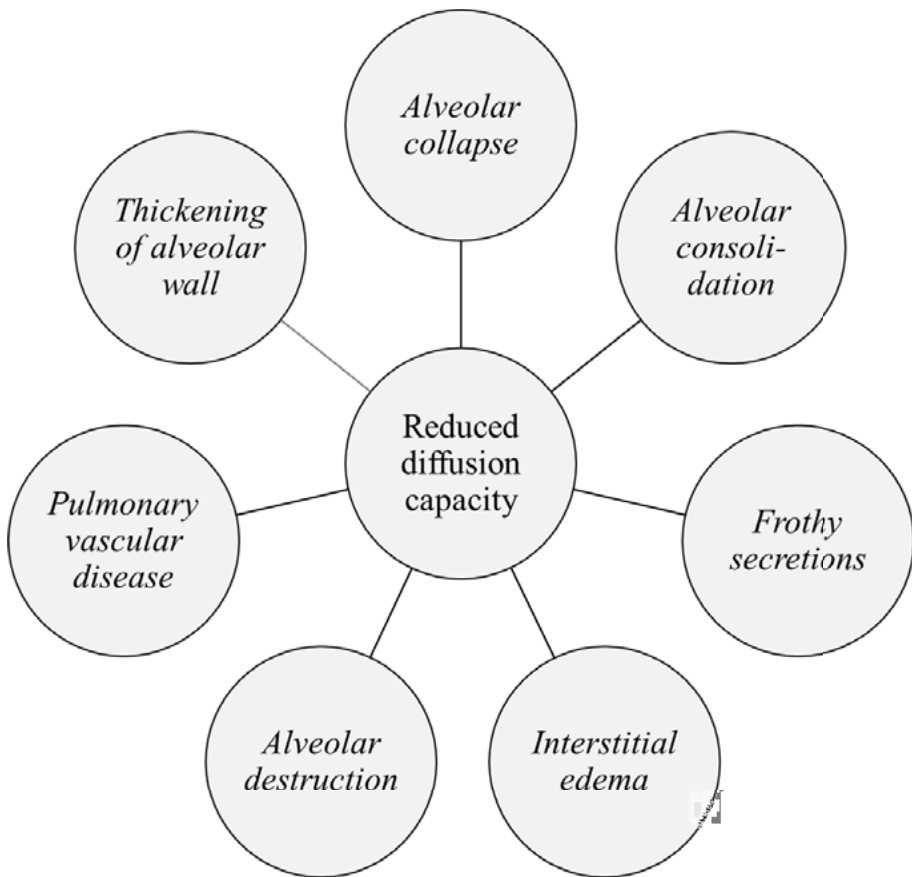 Alveolar
collapse
Alveolar
consoli-
dation
Frothy
secretions
Interstitial
edema
Alveolar
destruction
Pulmonary
vascular
disease
Thickening
of alveolar
wall
Reduced
diffusion
capacity